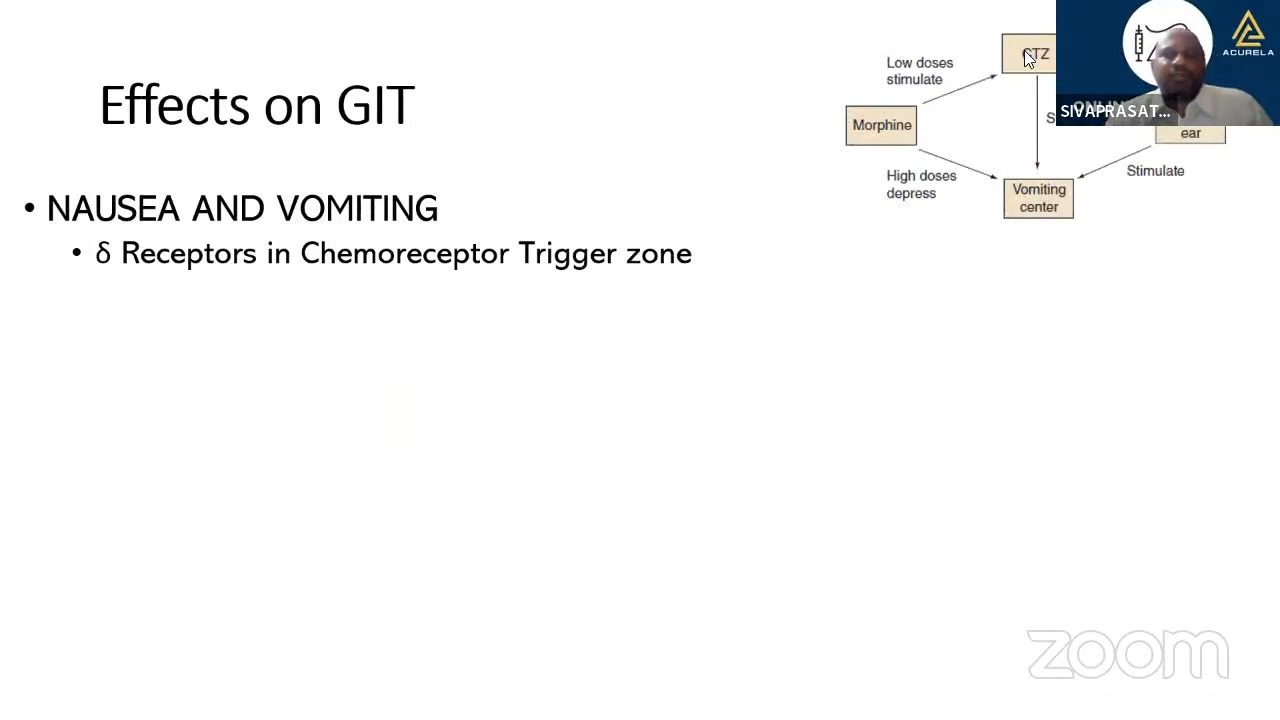 Effects on GIT
• NAUSEA AND VOMITING
• δ Receptors in Chemoreceptor Trigger zone
Low doses
stimulate
CTZ
Morphine
High doses
depress
Vomiting
center
ear
Stimulate
ACURELA
SIVAPRASAT...
zoom